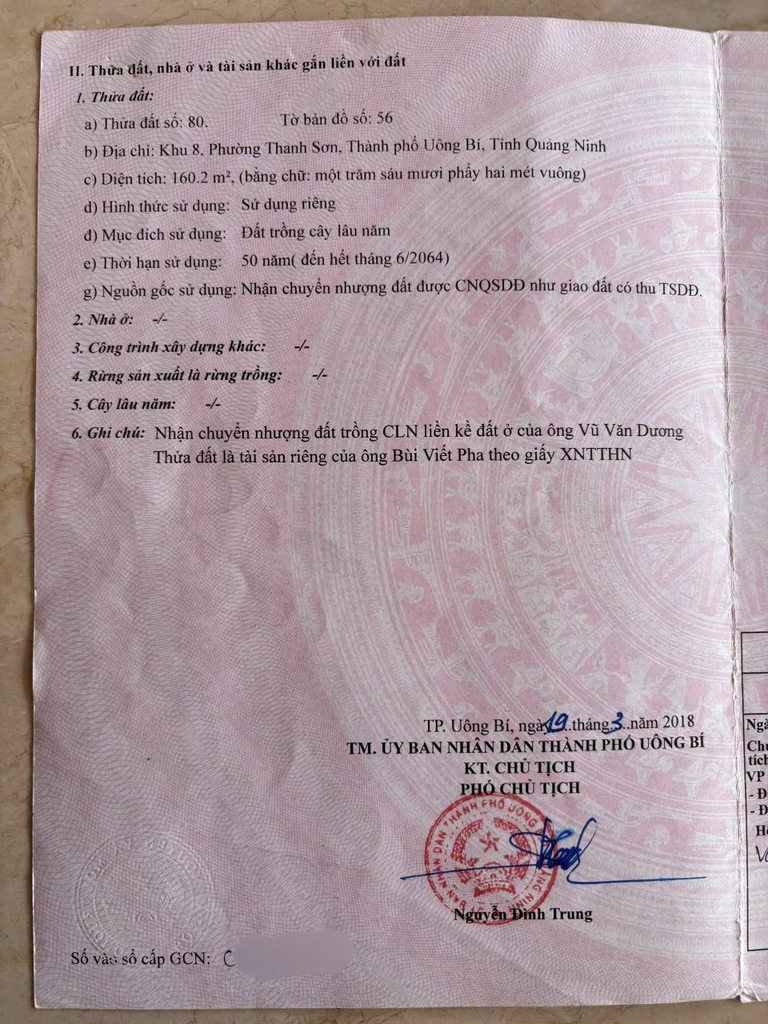 II. Thửa đất, nhà ở và tài sản khác gắn liền với đất
1. Thửa đất:
a) Thửa đất số: 80. Tờ bản đồ số: 56
b) Địa chỉ: Khu 8, Phường Thanh Sơn, Thành phố Uông Bí, Tỉnh Quảng Ninh
c) Diện tích: 160.2 m², (bằng chữ: một trăm sáu mươi phẩy hai mét vuông)
d) Hình thức sử dụng: Sử dụng riêng
đ) Mục đích sử dụng: Đất trồng cây lâu năm
e) Thời hạn sử dụng: 50 năm( đến hết tháng 6/2064)
g) Nguồn gốc sử dụng: Nhận chuyển nhượng đất được CNQSDĐ như giao đất có thu TSDĐ.
2. Nhà ở: -/-
3. Công trình xây dựng khác: -/-
4. Rừng sản xuất là rừng trồng: -/-
5. Cây lâu năm: -/-
6. Ghi chú: Nhận chuyển nhượng đất trồng CLN liền kề đất ở của ông Vũ Văn Dương
Thửa đất là tài sản riêng của ông Bùi Viết Pha theo giấy XNTTHN
TP. Uông Bí, ngày 19 tháng 3 năm 2018
TM. ỦY BAN NHÂN DÂN THÀNH PHỐ UÔNG BÍ
KT. CHỦ TỊCH
PHÓ CHỦ TỊCH
Nguyễn Đình Trung
Số vào sổ cấp GCN: C
Ngà
Chu
tích
VP
- Đ
- Đ